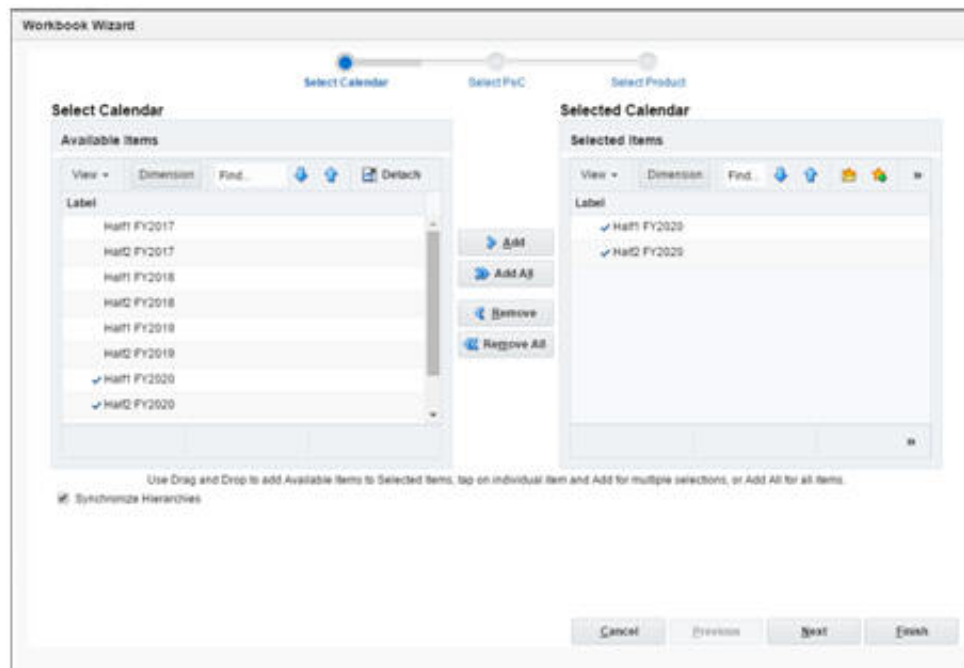 Workbook Wizard
Select Calendar Select PoC Select Product
Select Calendar
Available Items
View Dimension Find... Detach
Label
Half1 FY2017
Half2 FY2017
Half1 FY2018
Half2 FY2018
Half1 FY2019
Half2 FY2019
Half1 FY2020
Half2 FY2020
Add
Add All
Remove
Remove All
Selected Calendar
Selected Items
View Dimension Find... »
Label
Half1 FY2020
Half2 FY2020
»
Use Drag and Drop to add Available Items to Selected Items, tap on individual item and Add for multiple selections, or Add All for all items.
Synchronize Hierarchies
Cancel Previous Next Finish